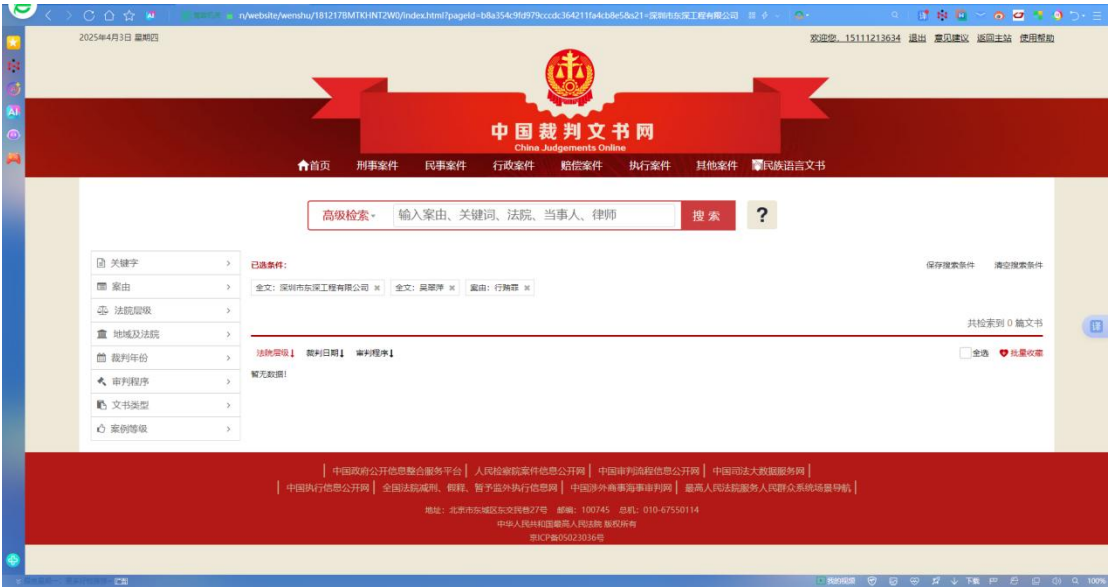 n/website/wenshu/181217BMTKHNT2W0/index.html?pageId=b8a354c9fd979cccdc364211fa4cb8e58s21=深圳市东深工程有限公司
2025年4月3日 星期四
欢迎您，15111213634 退出 意见建议 返回主站 使用帮助
中国裁判文书网
China Judgements Online
首页 刑事案件 民事案件 行政案件 赔偿案件 执行案件 其他案件 民族语言文书
高级检索 输入案由、关键词、法院、当事人、律师 搜索 ?
关键字
案由
法院层级
地域及法院
裁判年份
审判程序
文书类型
案例等级
已选条件：
保存搜索条件 清空搜索条件
全文：深圳市东深工程有限公司 × 全文：吴翠萍 × 案由：行贿罪 ×
共检索到 0 篇文书
法院层级↓ 裁判日期↓ 审判程序↓
全选 批量收藏
暂无数据!
中国政府公开信息整合服务平台 | 人民检察院案件信息公开网 | 中国审判流程信息公开网 | 中国司法大数据服务网 |
中国执行信息公开网 | 全国法院减刑、假释、暂予监外执行信息网 | 中国涉外商事海事审判网 | 最高人民法院服务人民群众系统场景导航 |
地址：北京市东城区东交民巷27号 邮编：100745 总机：010-67550114
中华人民共和国最高人民法院 版权所有
京ICP备05023036号
我的视频 下载 100%